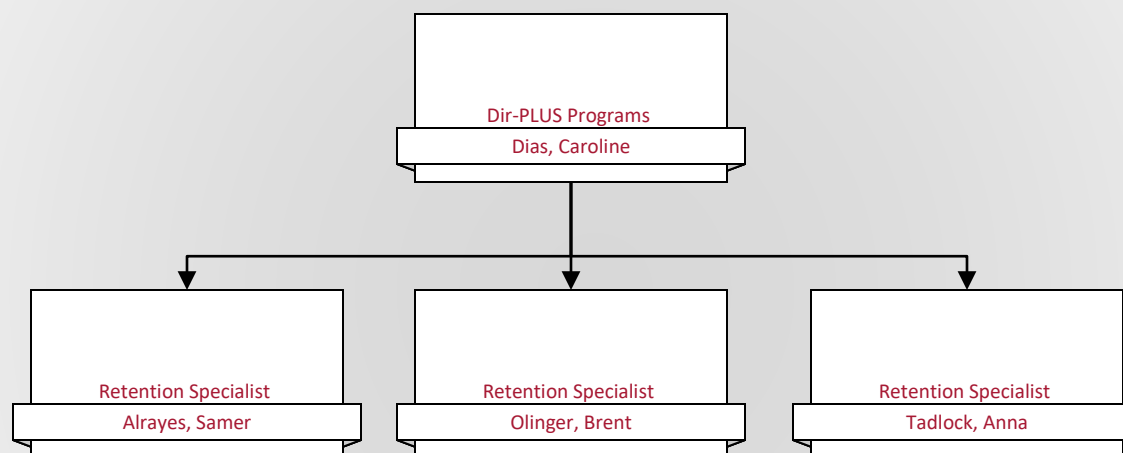 Dir-PLUS Programs
Dias, Caroline
Retention Specialist
Alrayes, Samer
Retention Specialist
Olinger, Brent
Retention Specialist
Tadlock, Anna